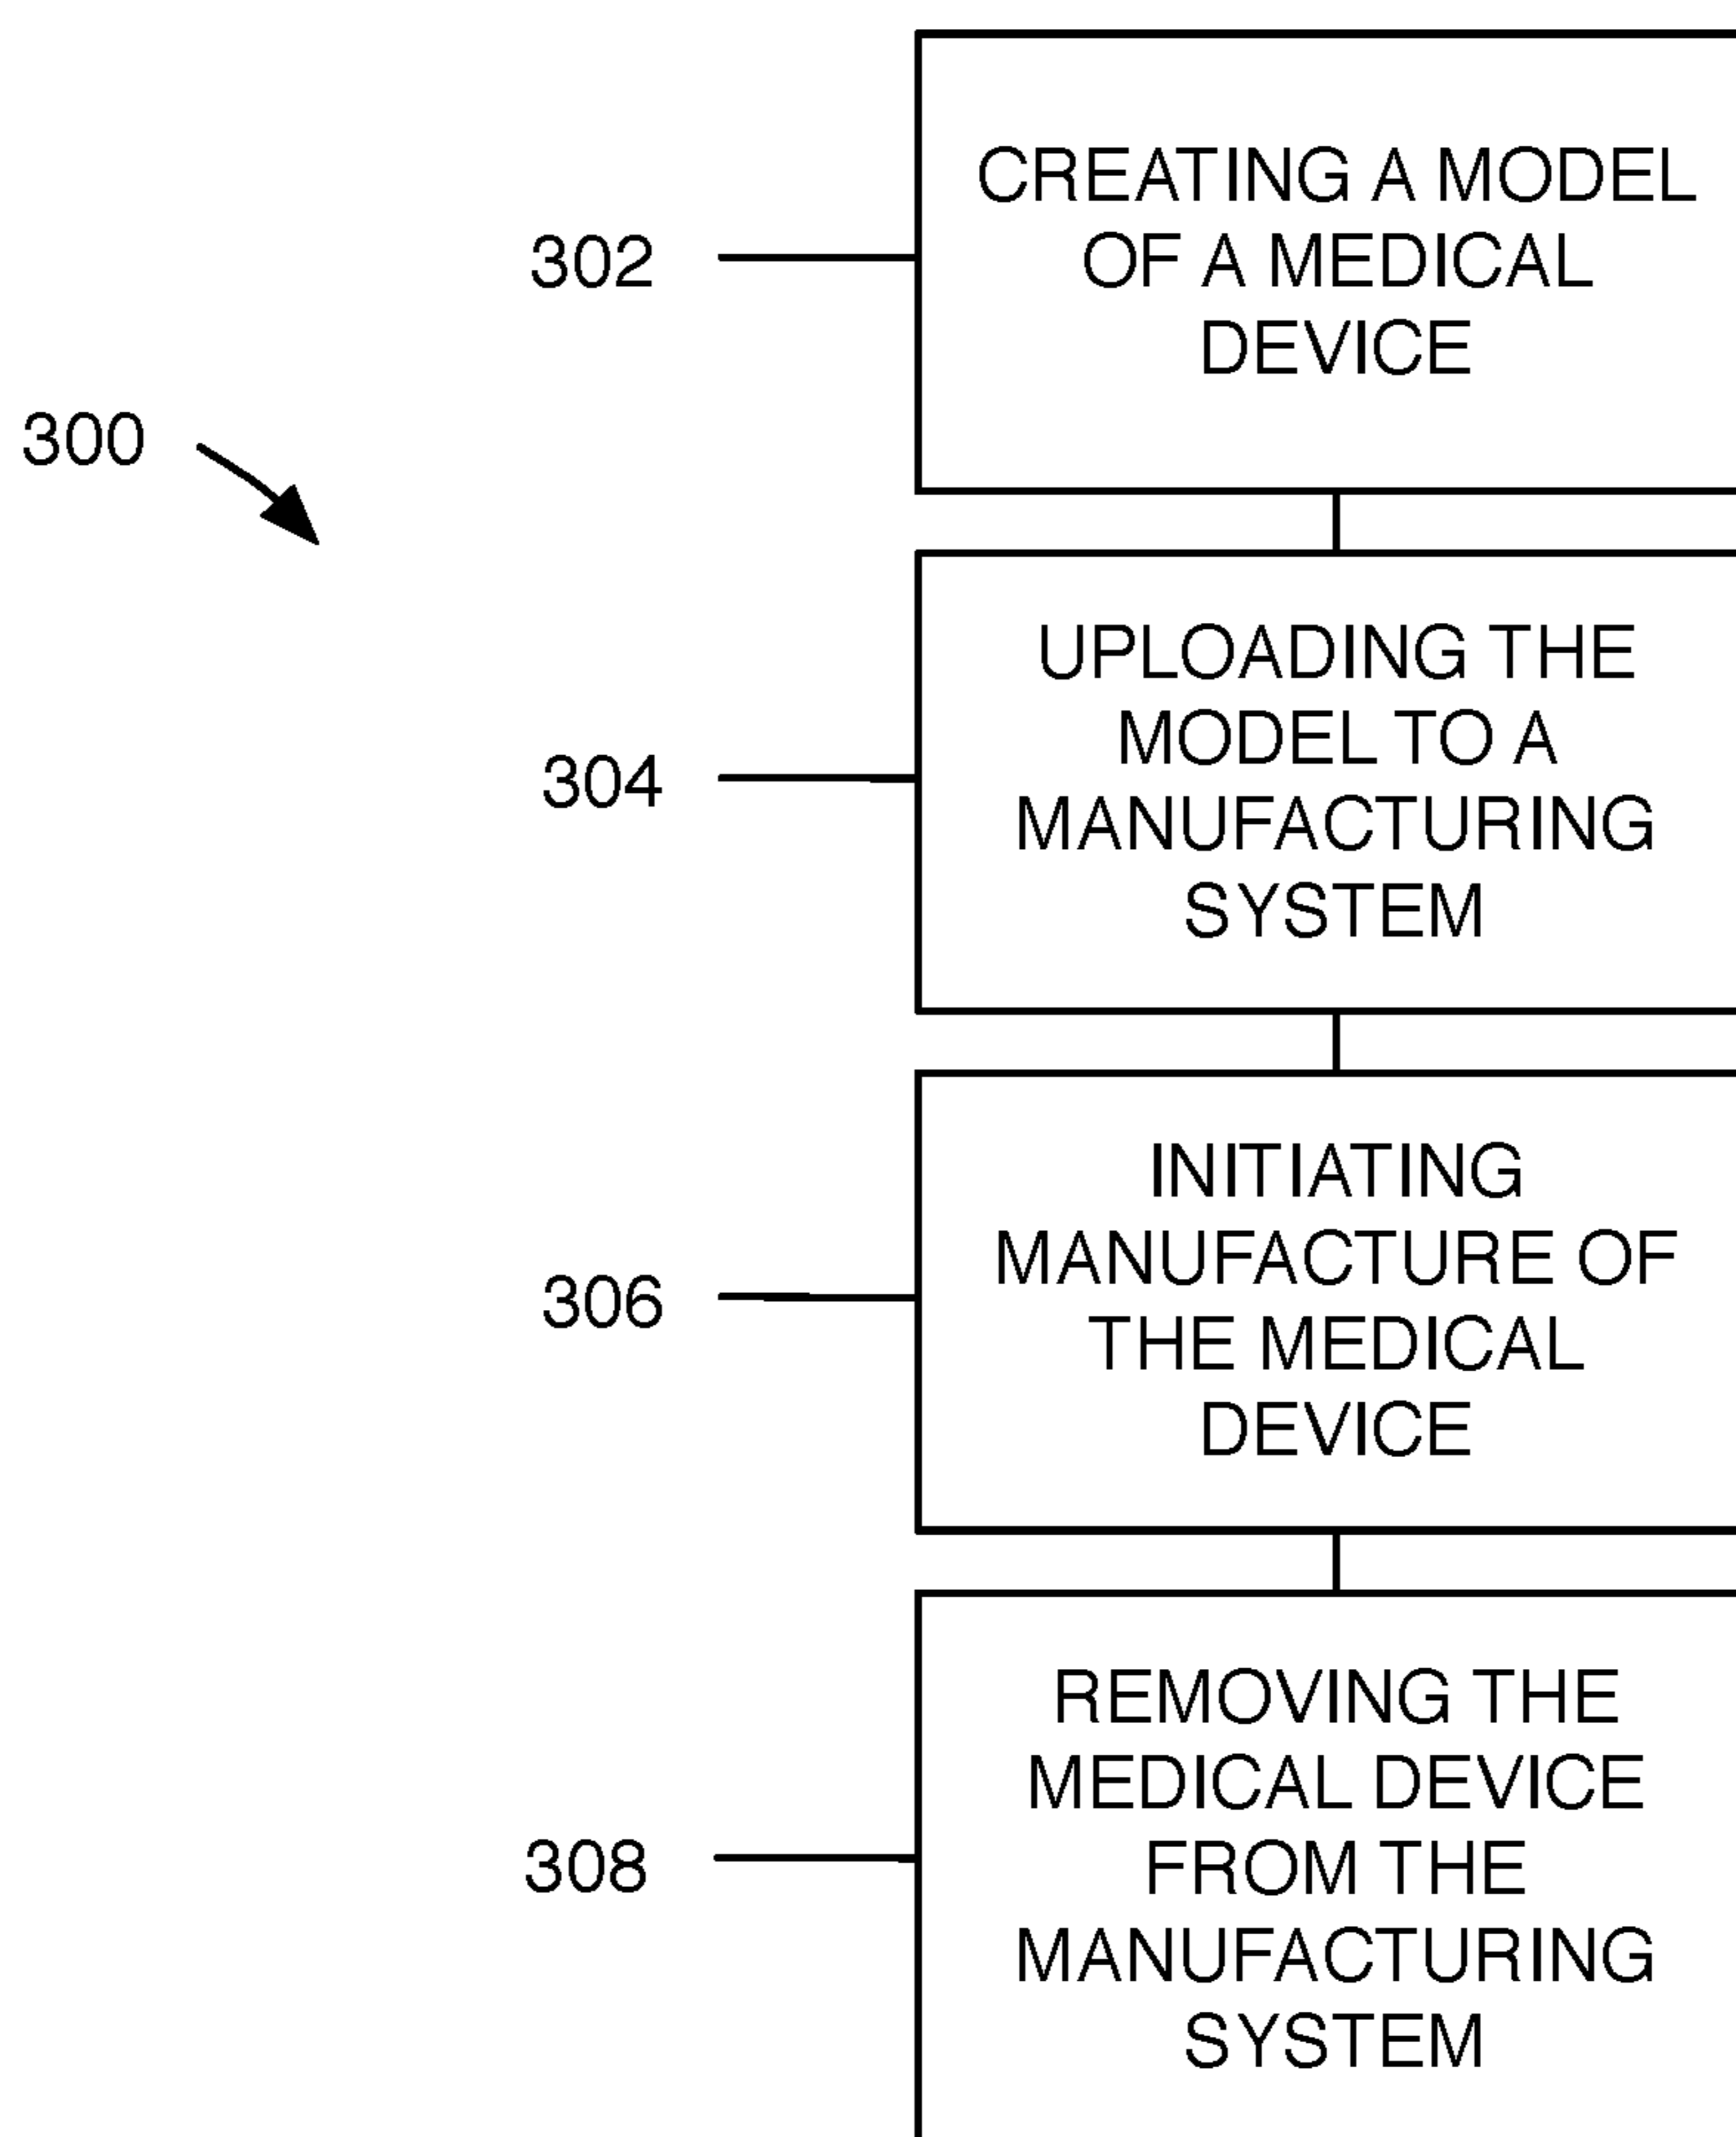 302
CREATING A MODEL
OF A MEDICAL
DEVICE
300
304
UPLOADING THE
MODEL TO A
MANUFACTURING
SYSTEM
306
INITIATING
MANUFACTURE OF
THE MEDICAL
DEVICE
308
REMOVING THE
MEDICAL DEVICE
FROM THE
MANUFACTURING
SYSTEM